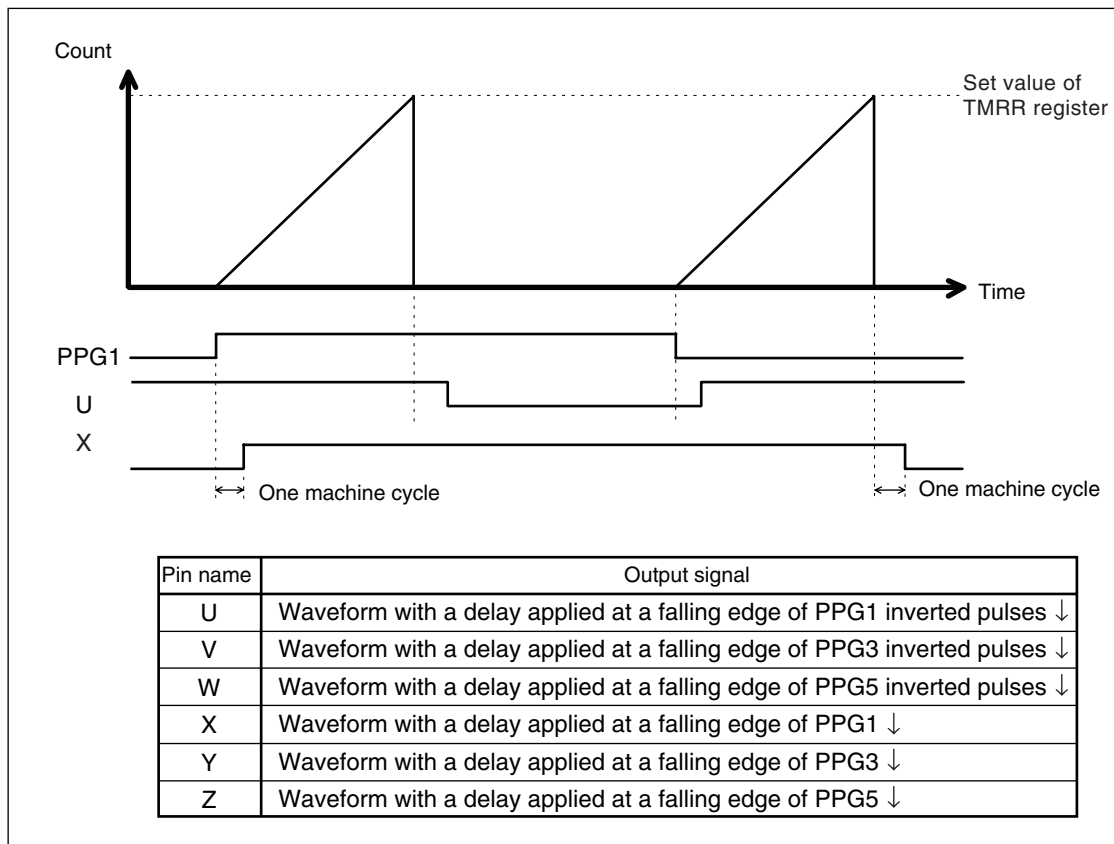 Count
Set value of
TMRR register
Time
PPG1
U
X
One machine cycle
One machine cycle
Pin name Output signal
U Waveform with a delay applied at a falling edge of PPG1 inverted pulses ↓
V Waveform with a delay applied at a falling edge of PPG3 inverted pulses ↓
W Waveform with a delay applied at a falling edge of PPG5 inverted pulses ↓
X Waveform with a delay applied at a falling edge of PPG1 ↓
Y Waveform with a delay applied at a falling edge of PPG3 ↓
Z Waveform with a delay applied at a falling edge of PPG5 ↓